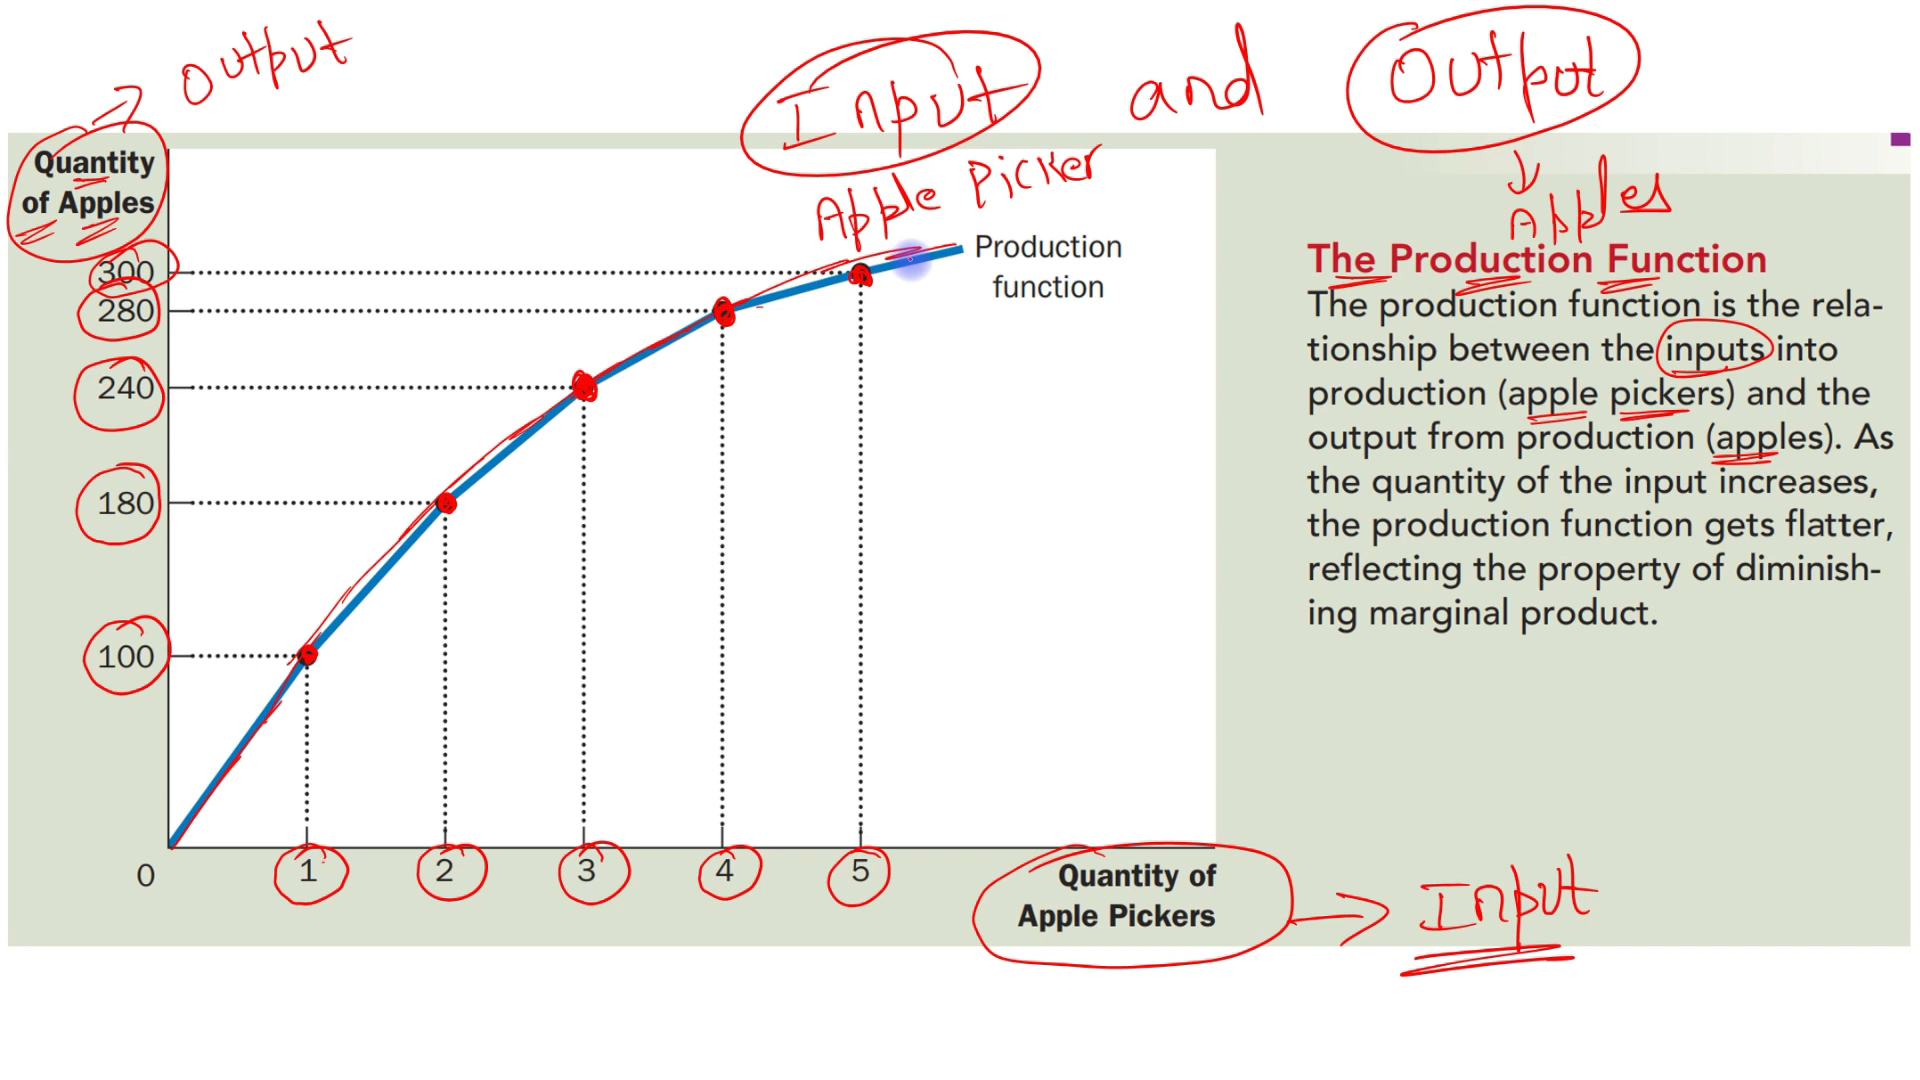 output
Input and Output
Apple Picker
Apples
Quantity
of Apples
300
280
240
180
100
0
1 2 3 4 5
Production
function
Quantity of
Apple Pickers
Input
The Production Function
The production function is the rela-
tionship between the inputs into
production (apple pickers) and the
output from production (apples). As
the quantity of the input increases,
the production function gets flatter,
reflecting the property of diminish-
ing marginal product.